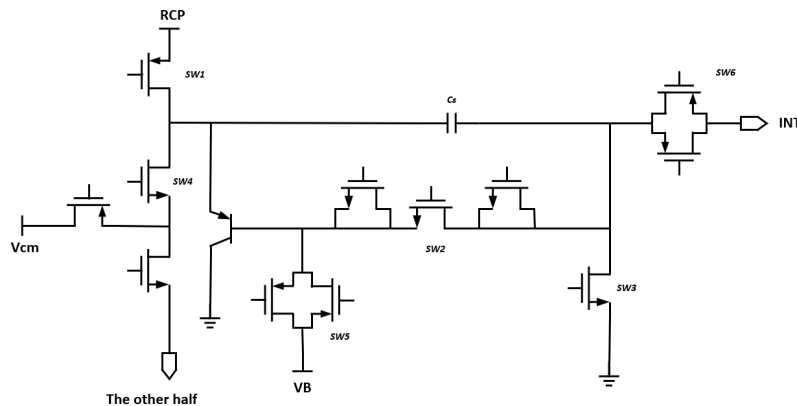 RCP
SW1
SW6
Cs
INT
SW4
Vcm
SW2
SW3
SW5
VB
The other half